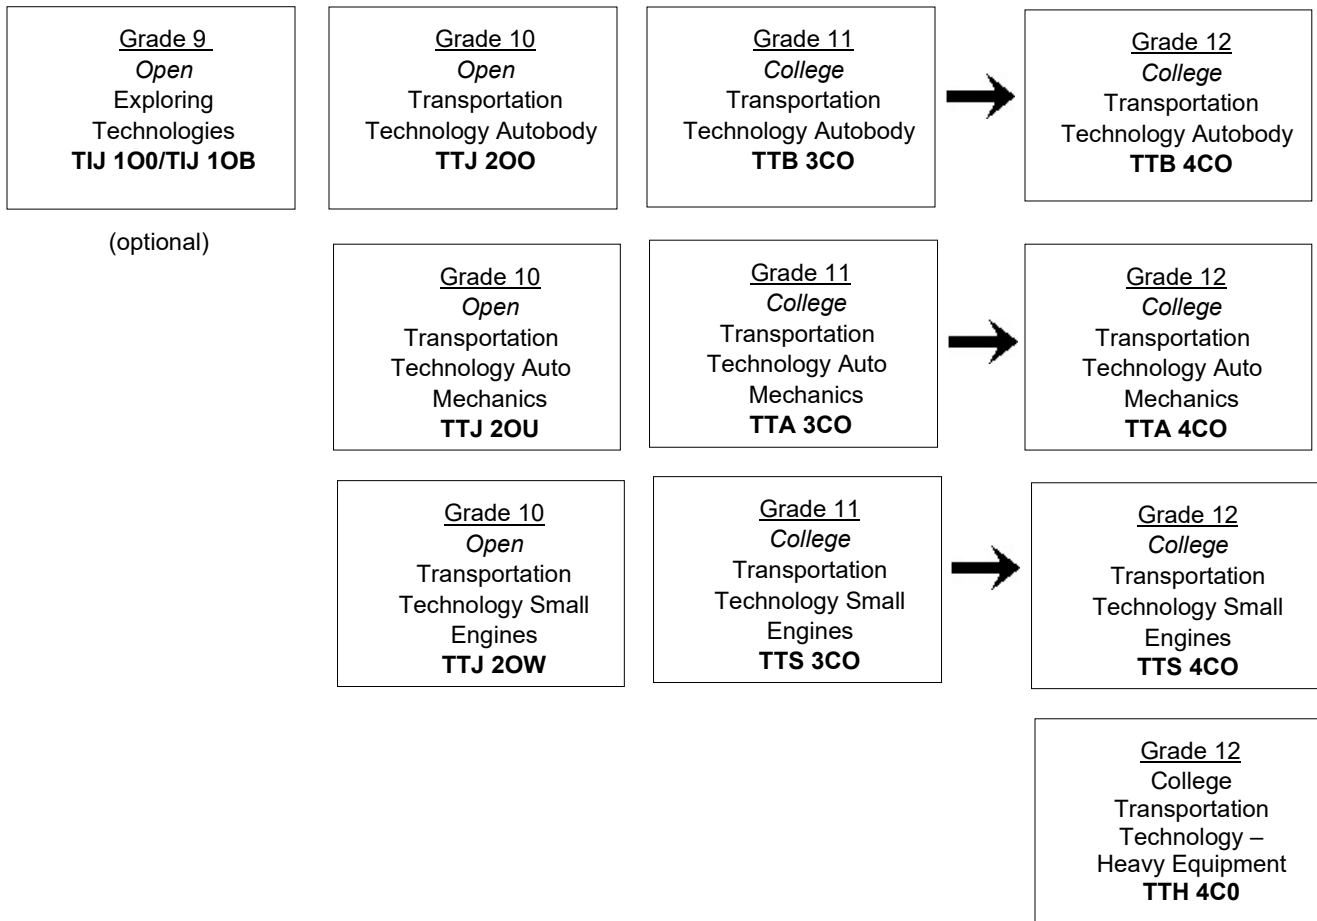 Grade 9
Open
Exploring
Technologies
TIJ 1O0/TIJ 1OB
(optional)
Grade 10
Open
Transportation
Technology Autobody
TTJ 2OO
Grade 11
College
Transportation
Technology Autobody
TTB 3CO
Grade 12
College
Transportation
Technology Autobody
TTB 4CO
Grade 10
Open
Transportation
Technology Auto
Mechanics
TTJ 2OU
Grade 11
College
Transportation
Technology Auto
Mechanics
TTA 3CO
Grade 12
College
Transportation
Technology Auto
Mechanics
TTA 4CO
Grade 10
Open
Transportation
Technology Small
Engines
TTJ 2OW
Grade 11
College
Transportation
Technology Small
Engines
TTS 3CO
Grade 12
College
Transportation
Technology Small
Engines
TTS 4CO
Grade 12
College
Transportation
Technology –
Heavy Equipment
TTH 4C0